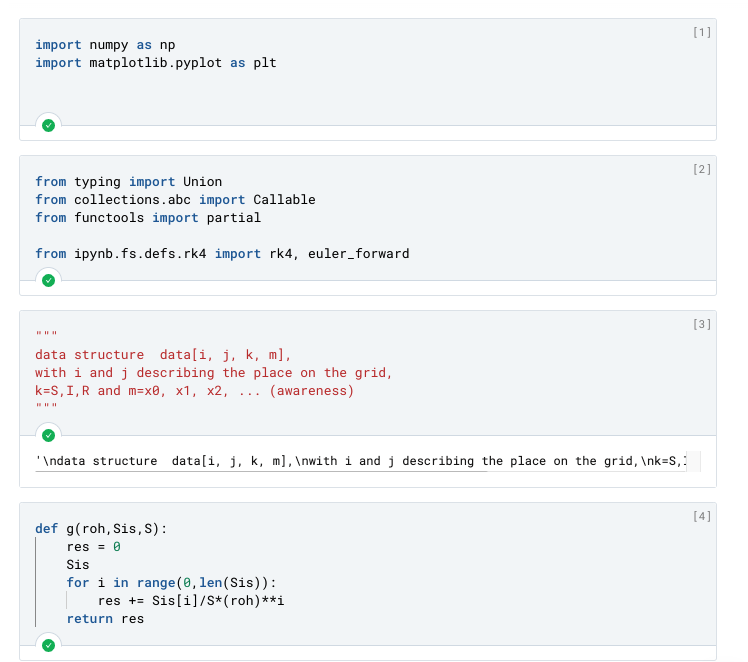 [1]
import numpy as np
import matplotlib.pyplot as plt
[2]
from typing import Union
from collections.abc import Callable
from functools import partial
from ipynb.fs.defs.rk4 import rk4, euler_forward
[3]
"""
data structure  data[i, j, k, m],
with i and j describing the place on the grid,
k=S,I,R and m=x0, x1, x2, ... (awareness)
"""
'\ndata structure  data[i, j, k, m],\nwith i and j describing the place on the grid,\nk=S,
[4]
def g(roh,Sis,S):
    res = 0
    Sis
    for i in range(0,len(Sis)):
        res += Sis[i]/S*(roh)**i
    return res